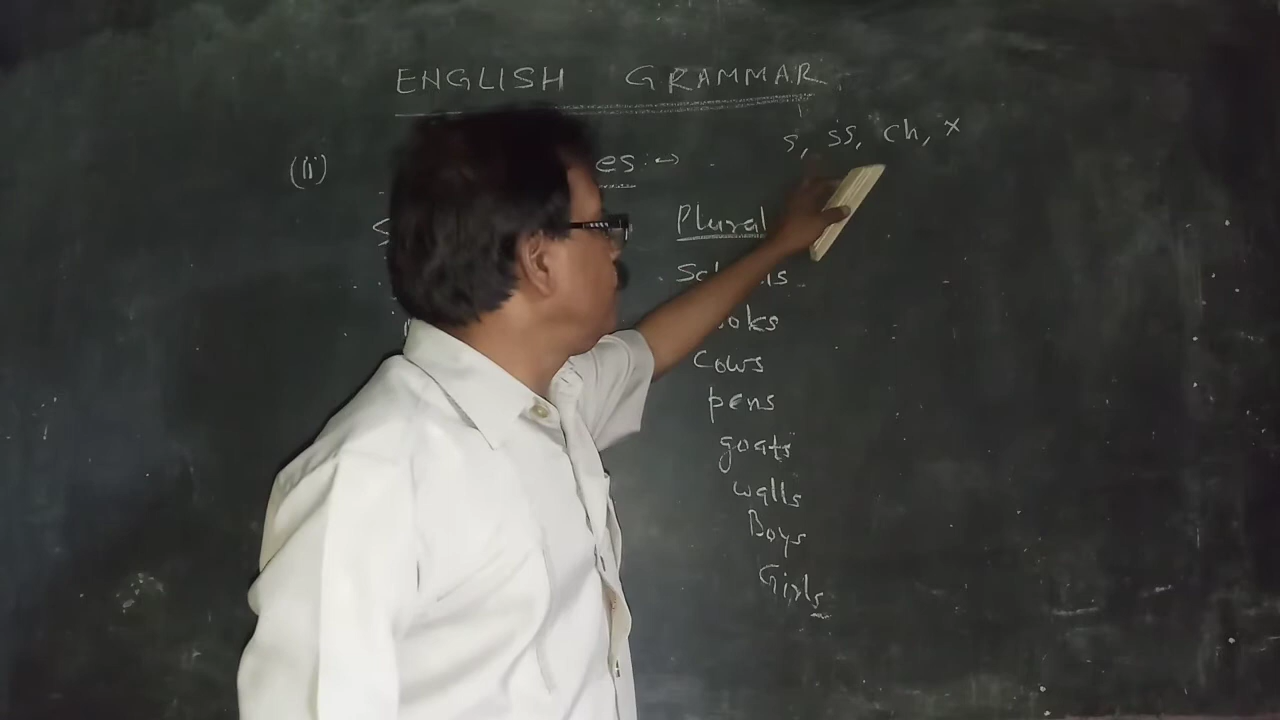 ENGLISH GRAMMAR
s, ss, ch, x
(ii) es :→
Plural
cows
pens
goats
walls
Boys
Girls